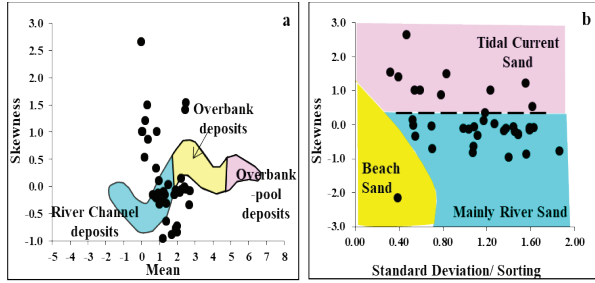 a
Skewness
3.0
2.5
2.0
1.5
1.0
0.5
0.0
-0.5
-1.0
Overbank
deposits
Overbank
-pool
deposits
River Channel
deposits
-5 -4 -3 -2 -1 0 1 2 3 4 5 6 7 8
Mean
b
Skewness
3.0
2.0
1.0
0.0
-1.0
-2.0
-3.0
Tidal Current
Sand
Beach
Sand
Mainly River Sand
0.00 0.40 0.80 1.20 1.60 2.00
Standard Deviation/ Sorting